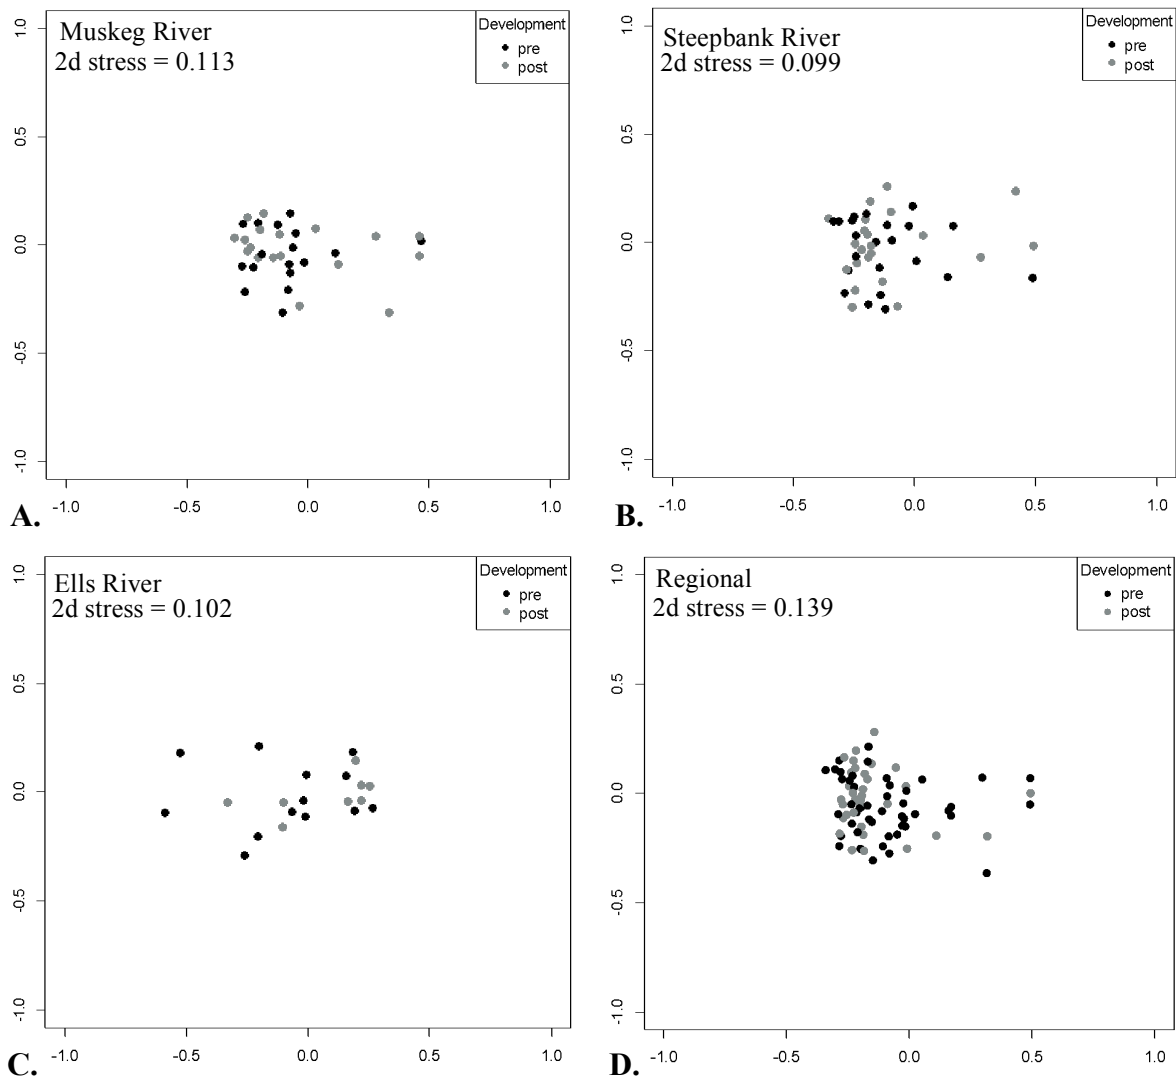 Muskeg River
2d stress = 0.113
Development
pre
post
1.0
0.5
0.0
-0.5
-1.0
-1.0 -0.5 0.0 0.5 1.0
A.
Steepbank River
2d stress = 0.099
Development
pre
post
1.0
0.5
0.0
-0.5
-1.0
-1.0 -0.5 0.0 0.5 1.0
B.
Ells River
2d stress = 0.102
Development
pre
post
1.0
0.5
0.0
-0.5
-1.0
-1.0 -0.5 0.0 0.5 1.0
C.
Regional
2d stress = 0.139
Development
pre
post
1.0
0.5
0.0
-0.5
-1.0
-1.0 -0.5 0.0 0.5 1.0
D.